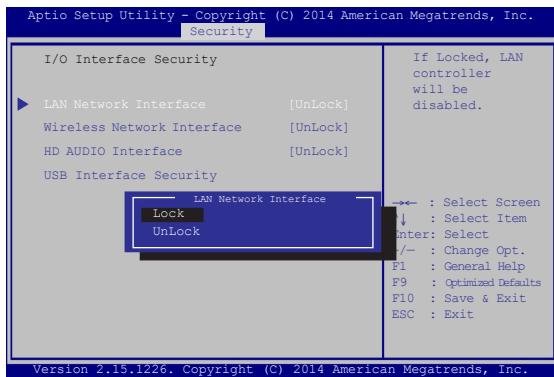 Aptio Setup Utility - Copyright (C) 2014 American Megatrends, Inc.
Security
I/O Interface Security
LAN Network Interface [UnLock]
Wireless Network Interface [UnLock]
HD AUDIO Interface [UnLock]
USB Interface Security
LAN Network Interface
Lock
UnLock
If Locked, LAN
controller
will be
disabled.
→← : Select Screen
↓ : Select Item
Enter: Select
/— : Change Opt.
F1 : General Help
F9 : Optimized Defaults
F10 : Save & Exit
ESC : Exit
Version 2.15.1226. Copyright (C) 2014 American Megatrends, Inc.